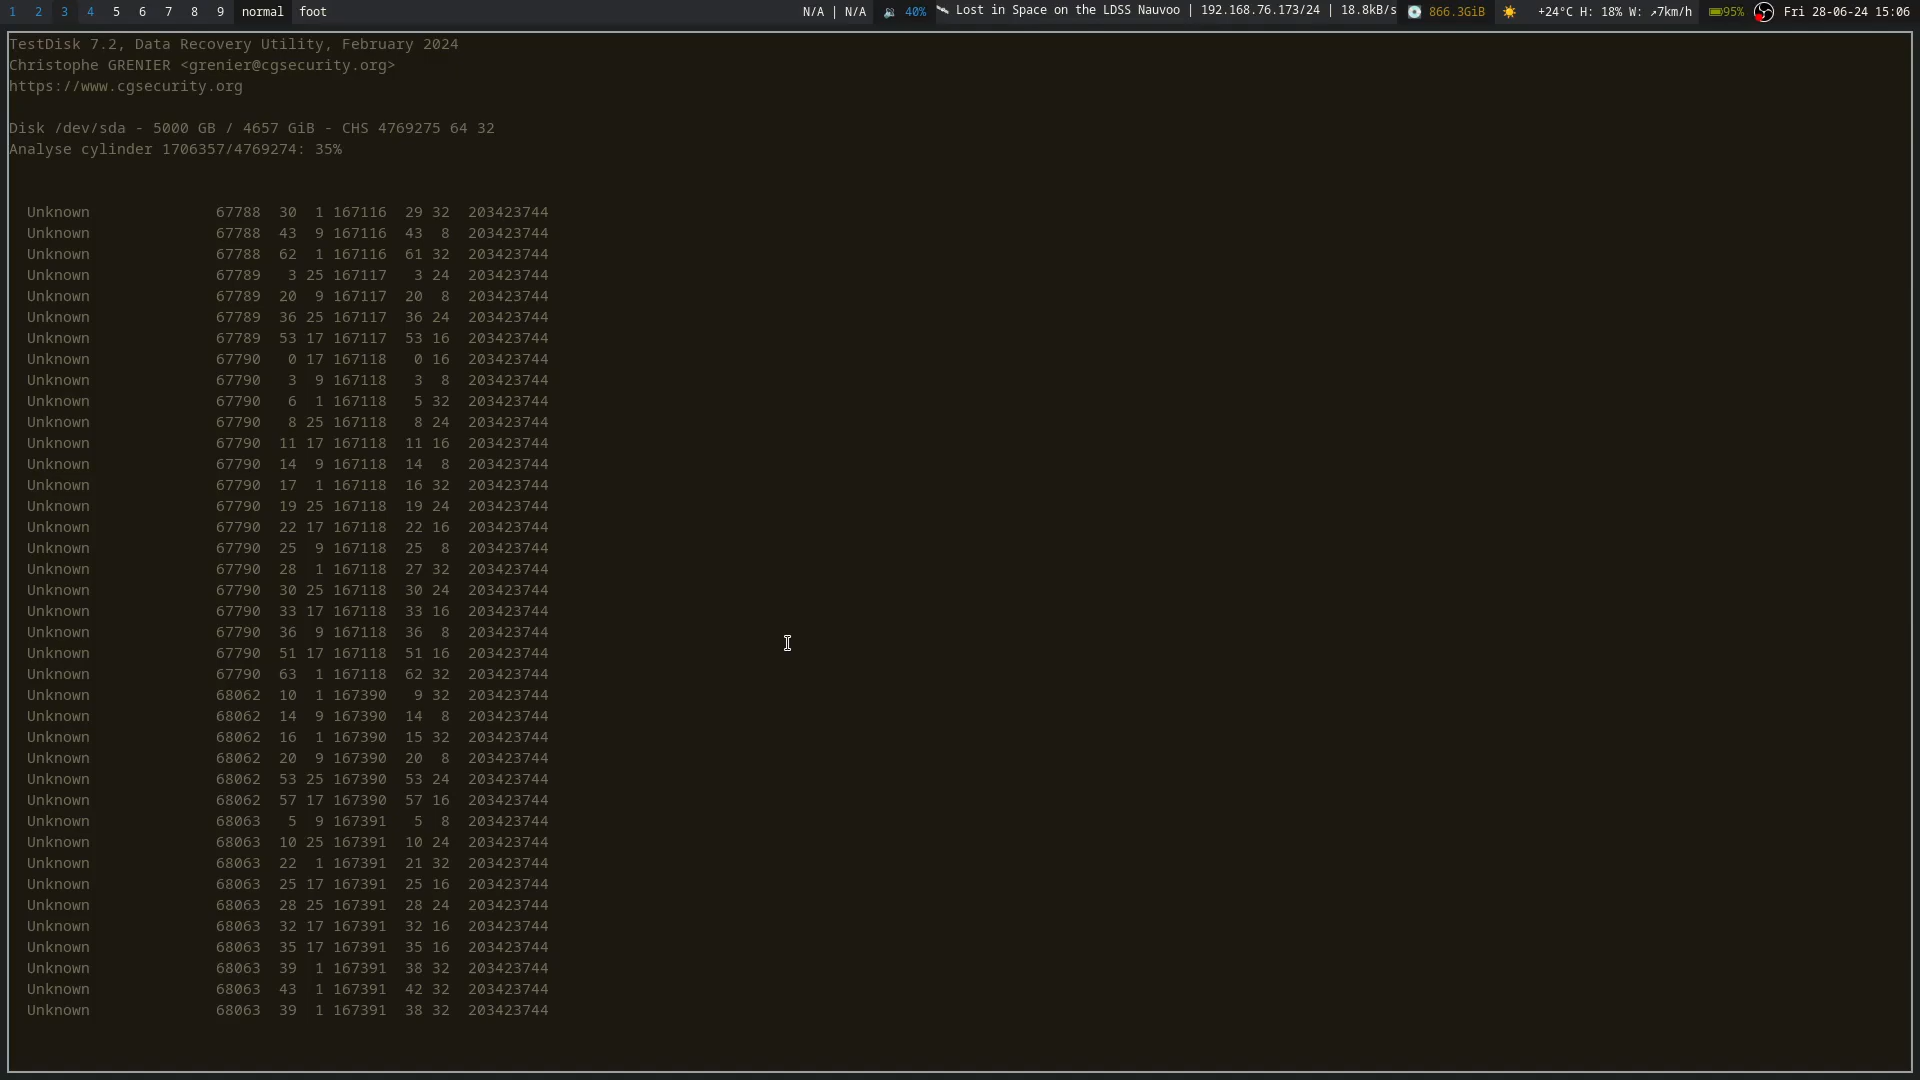 1 2 3 4 5 6 7 8 9 normal foot N/A | N/A 40% Lost in Space on the LDSS Nauvoo | 192.168.76.173/24 | 18.8kB/s 866.3GiB +24°C H: 18% W: ↗7km/h 95% Fri 28-06-24 15:06
TestDisk 7.2, Data Recovery Utility, February 2024
Christophe GRENIER <grenier@cgsecurity.org>
https://www.cgsecurity.org
Disk /dev/sda - 5000 GB / 4657 GiB - CHS 4769275 64 32
Analyse cylinder 1706357/4769274: 35%
Unknown 67788 30 1 167116 29 32 203423744
Unknown 67788 43 9 167116 43 8 203423744
Unknown 67788 62 1 167116 61 32 203423744
Unknown 67789 3 25 167117 3 24 203423744
Unknown 67789 20 9 167117 20 8 203423744
Unknown 67789 36 25 167117 36 24 203423744
Unknown 67789 53 17 167117 53 16 203423744
Unknown 67790 0 17 167118 0 16 203423744
Unknown 67790 3 9 167118 3 8 203423744
Unknown 67790 6 1 167118 5 32 203423744
Unknown 67790 8 25 167118 8 24 203423744
Unknown 67790 11 17 167118 11 16 203423744
Unknown 67790 14 9 167118 14 8 203423744
Unknown 67790 17 1 167118 16 32 203423744
Unknown 67790 19 25 167118 19 24 203423744
Unknown 67790 22 17 167118 22 16 203423744
Unknown 67790 25 9 167118 25 8 203423744
Unknown 67790 28 1 167118 27 32 203423744
Unknown 67790 30 25 167118 30 24 203423744
Unknown 67790 33 17 167118 33 16 203423744
Unknown 67790 36 9 167118 36 8 203423744
Unknown 67790 51 17 167118 51 16 203423744
Unknown 67790 63 1 167118 62 32 203423744
Unknown 68062 10 1 167390 9 32 203423744
Unknown 68062 14 9 167390 14 8 203423744
Unknown 68062 16 1 167390 15 32 203423744
Unknown 68062 20 9 167390 20 8 203423744
Unknown 68062 53 25 167390 53 24 203423744
Unknown 68062 57 17 167390 57 16 203423744
Unknown 68063 5 9 167391 5 8 203423744
Unknown 68063 10 25 167391 10 24 203423744
Unknown 68063 22 1 167391 21 32 203423744
Unknown 68063 25 17 167391 25 16 203423744
Unknown 68063 28 25 167391 28 24 203423744
Unknown 68063 32 17 167391 32 16 203423744
Unknown 68063 35 17 167391 35 16 203423744
Unknown 68063 39 1 167391 38 32 203423744
Unknown 68063 43 1 167391 42 32 203423744
Unknown 68063 39 1 167391 38 32 203423744